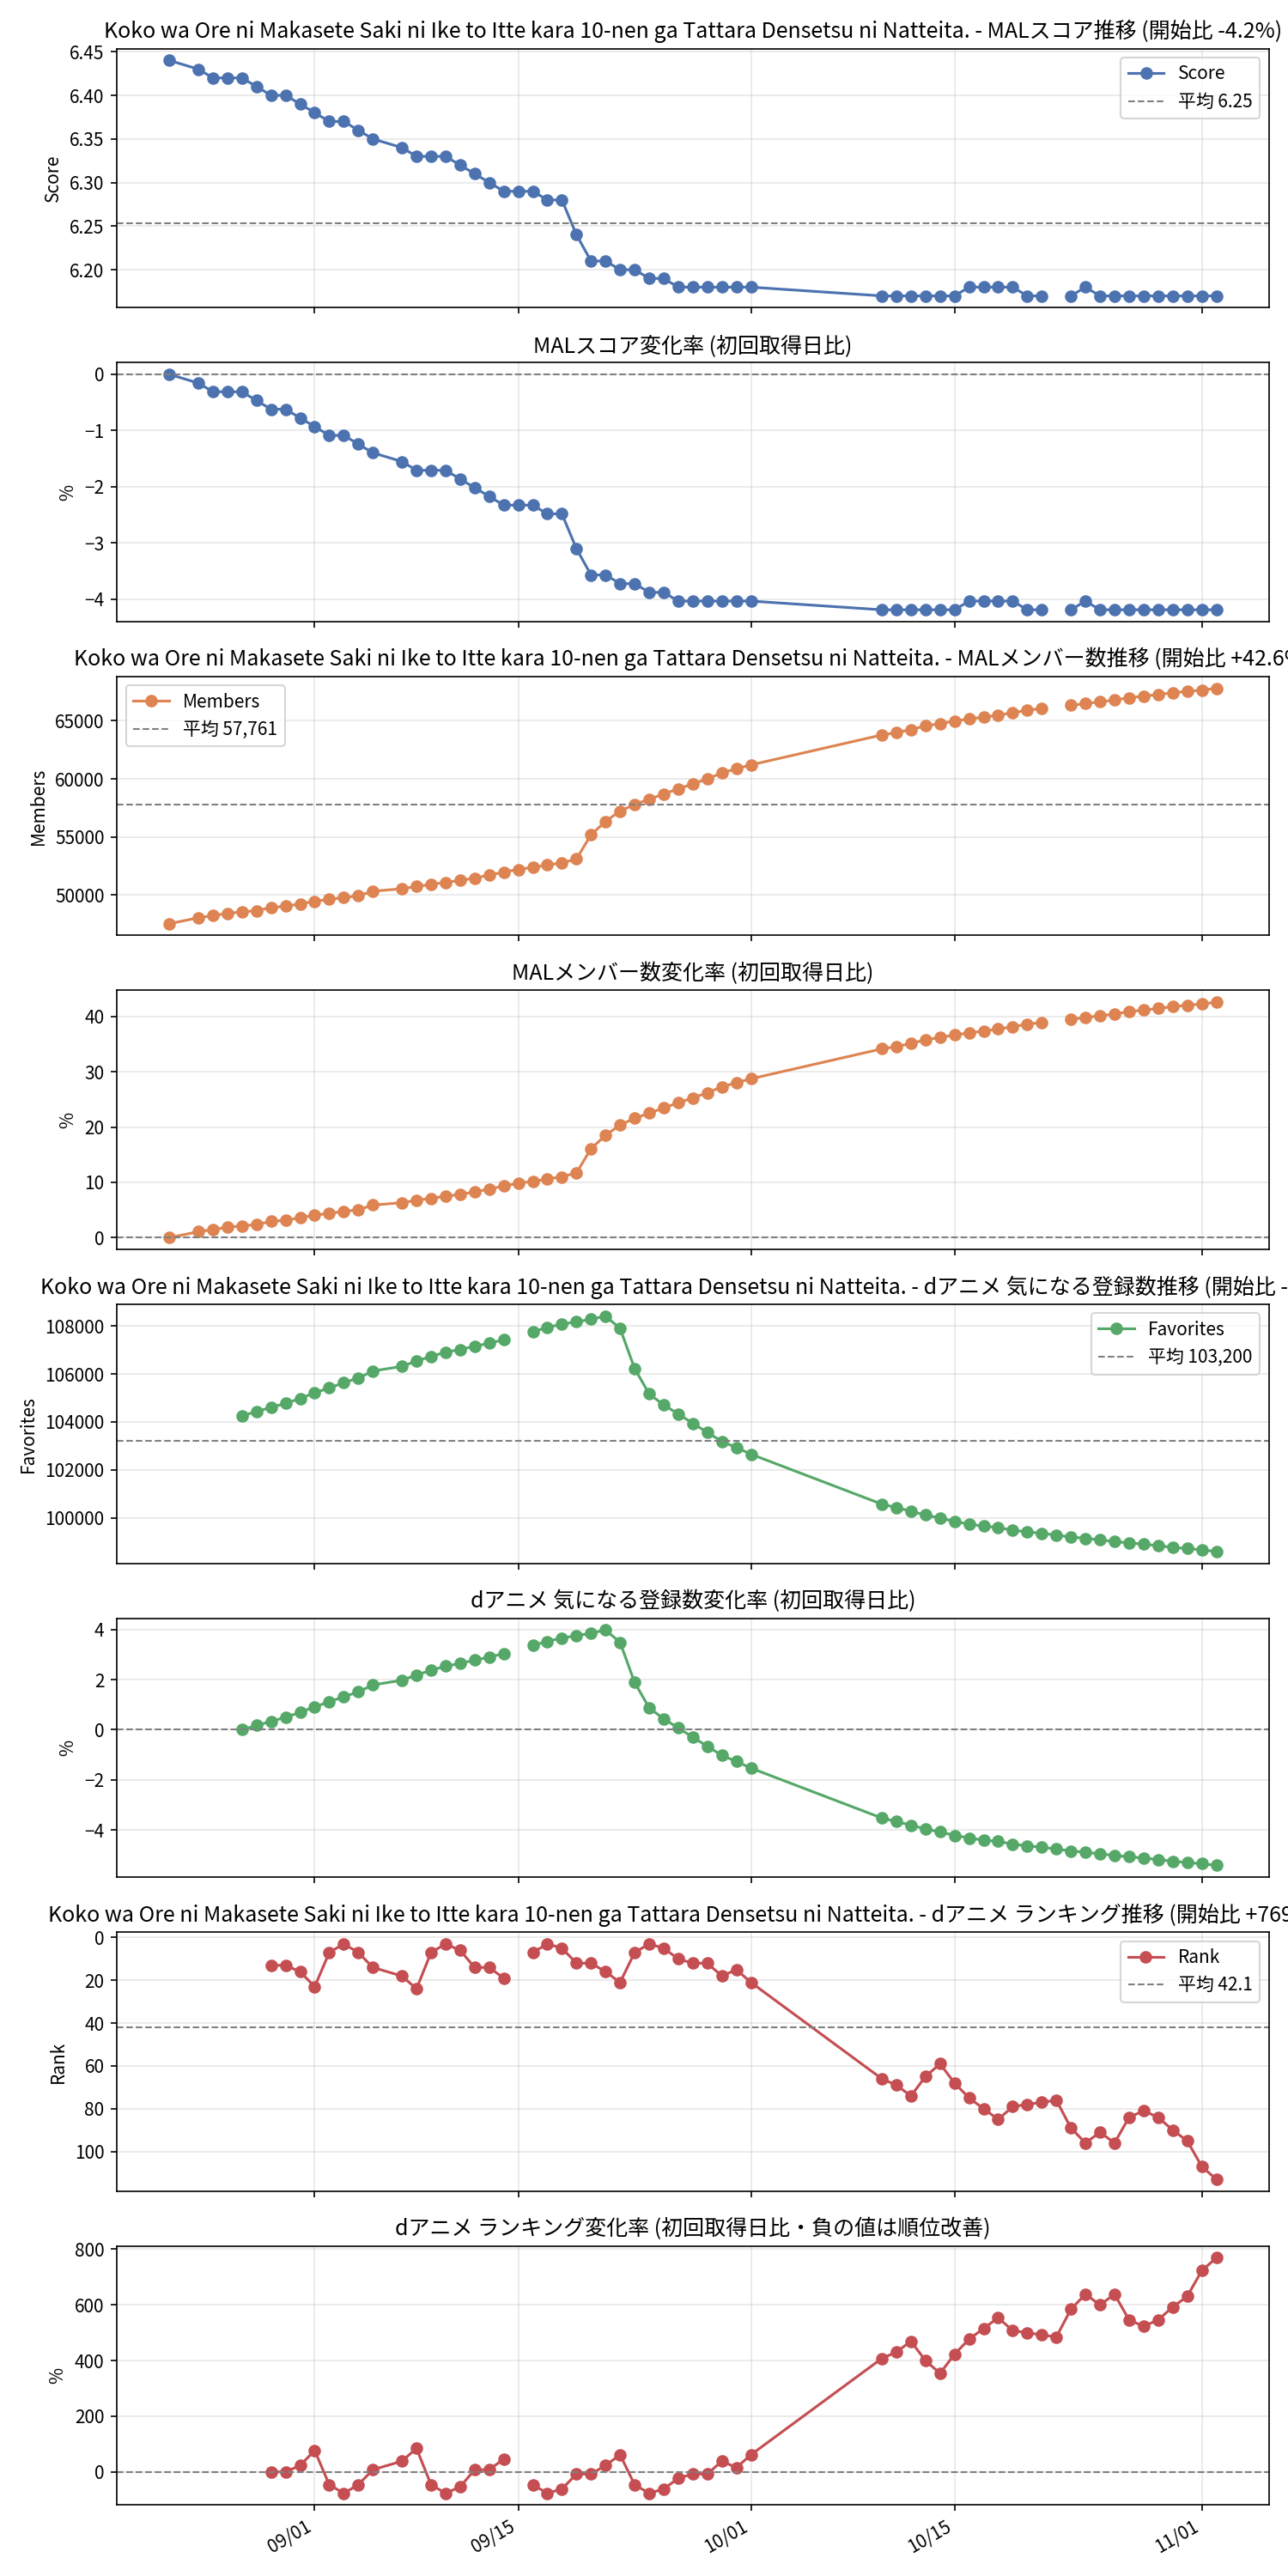 Koko wa Ore ni Makasete Saki ni Ike to Itte kara 10-nen ga Tattara Densetsu ni Natteita. - MALスコア推移 (開始比 -4.2%)
6.45
6.40
6.35
6.30
6.25
6.20
Score
Score
平均 6.25
MALスコア変化率 (初回取得日比)
0
−1
−2
−3
−4
%
Koko wa Ore ni Makasete Saki ni Ike to Itte kara 10-nen ga Tattara Densetsu ni Natteita. - MALメンバー数推移 (開始比 +42.6%
65000
60000
55000
50000
Members
Members
平均 57,761
MALメンバー数変化率 (初回取得日比)
40
30
20
10
0
%
Koko wa Ore ni Makasete Saki ni Ike to Itte kara 10-nen ga Tattara Densetsu ni Natteita. - dアニメ 気になる登録数推移 (開始比 -
108000
106000
104000
102000
100000
Favorites
Favorites
平均 103,200
dアニメ 気になる登録数変化率 (初回取得日比)
4
2
0
−2
−4
%
Koko wa Ore ni Makasete Saki ni Ike to Itte kara 10-nen ga Tattara Densetsu ni Natteita. - dアニメ ランキング推移 (開始比 +769
0
20
40
60
80
100
Rank
Rank
平均 42.1
dアニメ ランキング変化率 (初回取得日比・負の値は順位改善)
800
600
400
200
0
%
09/01
09/15
10/01
10/15
11/01